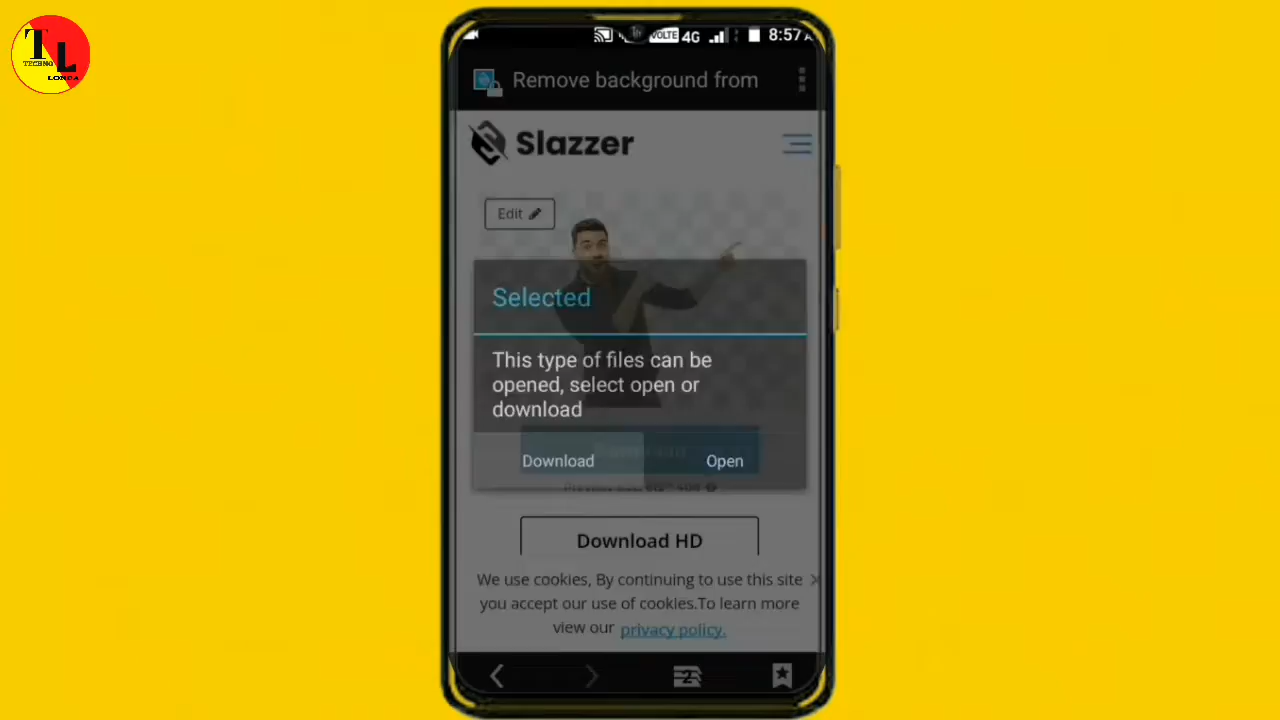 TL
TECHNO
LONCA
VOLTE 4G 8:57
Remove background from
Slazzer
Edit
Selected
This type of files can be
opened, select open or
download
Download Open
Download HD
We use cookies, By continuing to use this site X
you accept our use of cookies.To learn more
view our privacy policy.
2